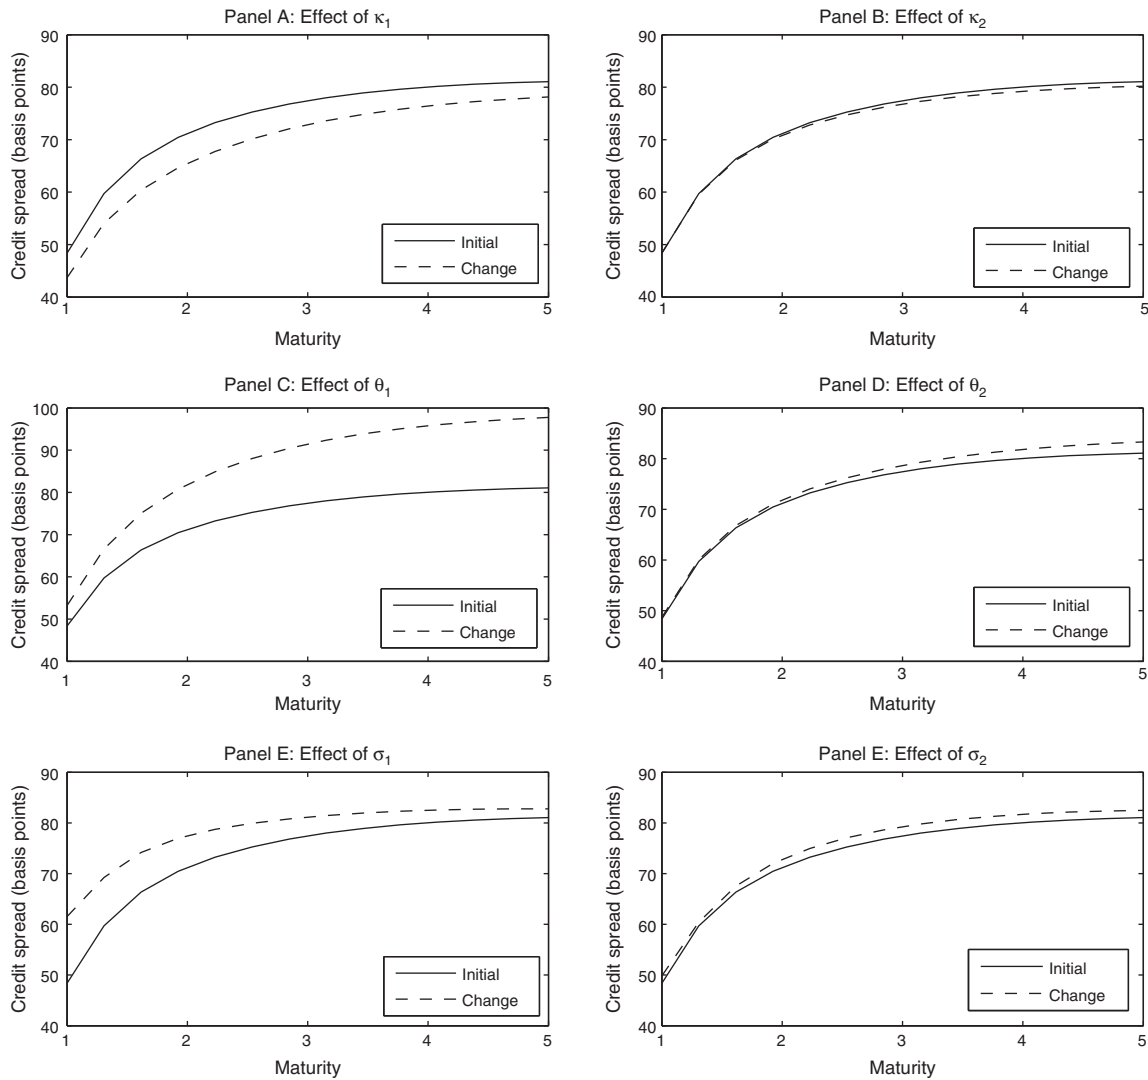 Panel A: Effect of κ1
90
80
70
60
50
40
Credit spread (basis points)
Initial
Change
1 2 3 4 5
Maturity
Panel B: Effect of κ2
90
80
70
60
50
40
Credit spread (basis points)
Initial
Change
1 2 3 4 5
Maturity
Panel C: Effect of θ1
100
90
80
70
60
50
40
Credit spread (basis points)
Initial
Change
1 2 3 4 5
Maturity
Panel D: Effect of θ2
90
80
70
60
50
40
Credit spread (basis points)
Initial
Change
1 2 3 4 5
Maturity
Panel E: Effect of σ1
90
80
70
60
50
40
Credit spread (basis points)
Initial
Change
1 2 3 4 5
Maturity
Panel E: Effect of σ2
90
80
70
60
50
40
Credit spread (basis points)
Initial
Change
1 2 3 4 5
Maturity